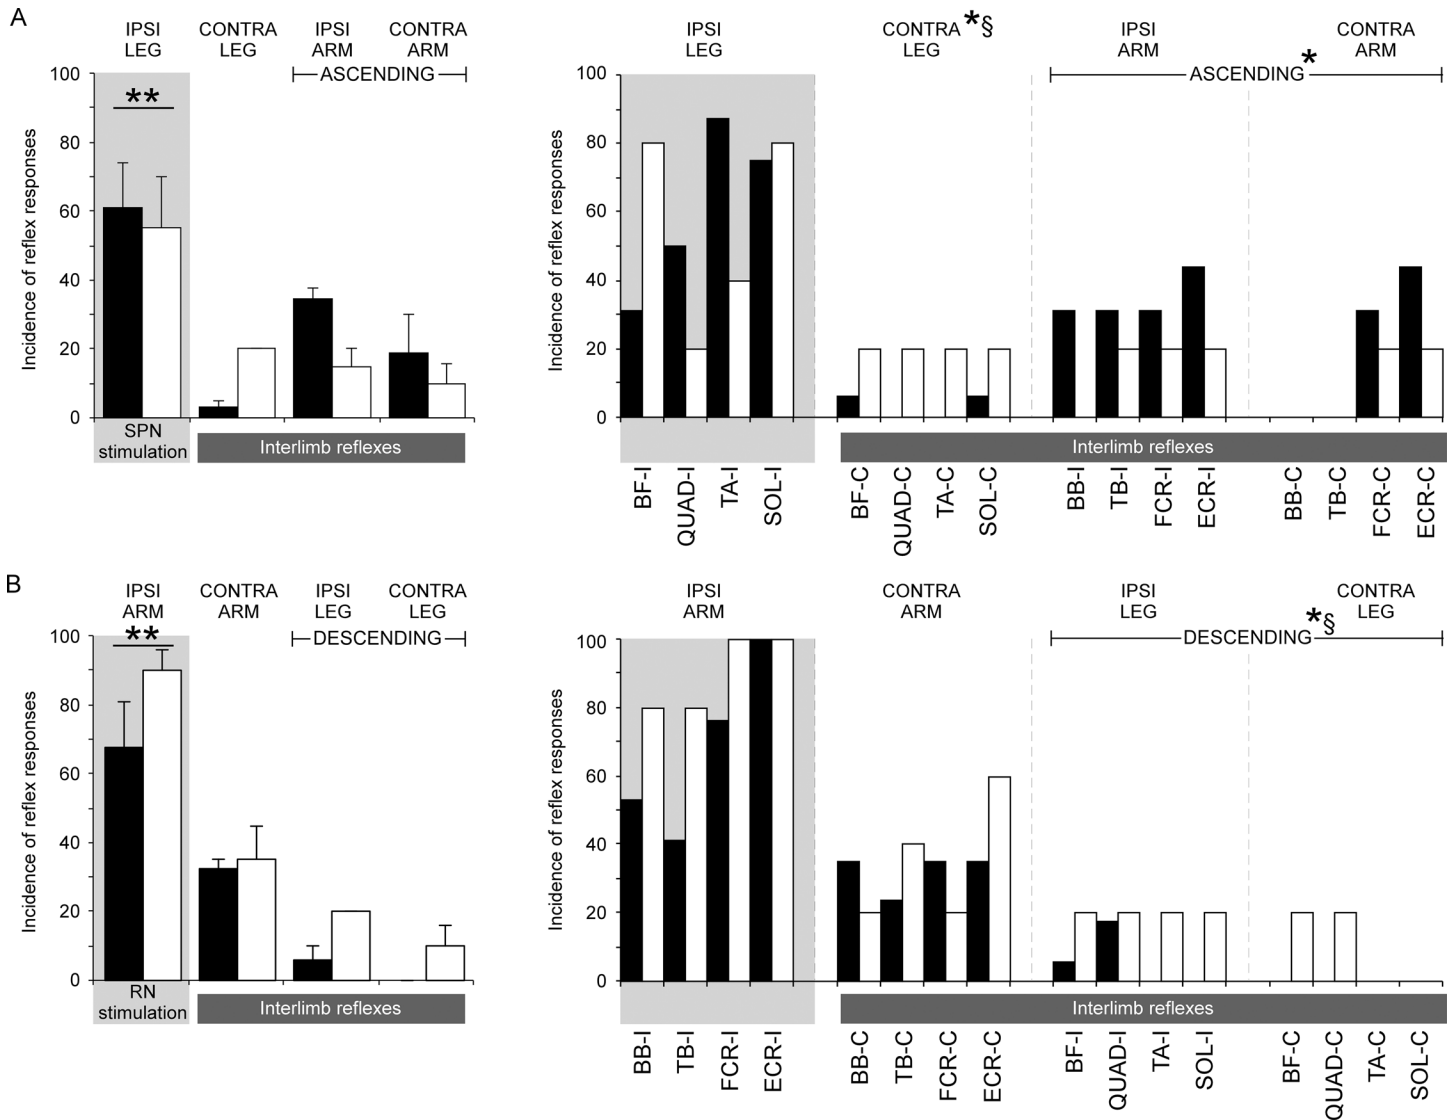 A
IPSI
LEG
CONTRA
LEG
IPSI
ARM
CONTRA
ARM
ASCENDING
**
Incidence of reflex responses
100
80
60
40
20
0
SPN
stimulation
Interlimb reflexes
IPSI
LEG
CONTRA
LEG
*§
IPSI
ARM
CONTRA
ARM
ASCENDING*
Incidence of reflex responses
100
80
60
40
20
0
Interlimb reflexes
BF-I
QUAD-I
TA-I
SOL-I
BF-C
QUAD-C
TA-C
SOL-C
BB-I
TB-I
FCR-I
ECR-I
BB-C
TB-C
FCR-C
ECR-C
B
IPSI
ARM
CONTRA
ARM
IPSI
LEG
CONTRA
LEG
DESCENDING
**
Incidence of reflex responses
100
80
60
40
20
0
RN
stimulation
Interlimb reflexes
IPSI
ARM
CONTRA
ARM
IPSI
LEG
CONTRA
LEG
DESCENDING*§
Incidence of reflex responses
100
80
60
40
20
0
Interlimb reflexes
BB-I
TB-I
FCR-I
ECR-I
BB-C
TB-C
FCR-C
ECR-C
BF-I
QUAD-I
TA-I
SOL-I
BF-C
QUAD-C
TA-C
SOL-C